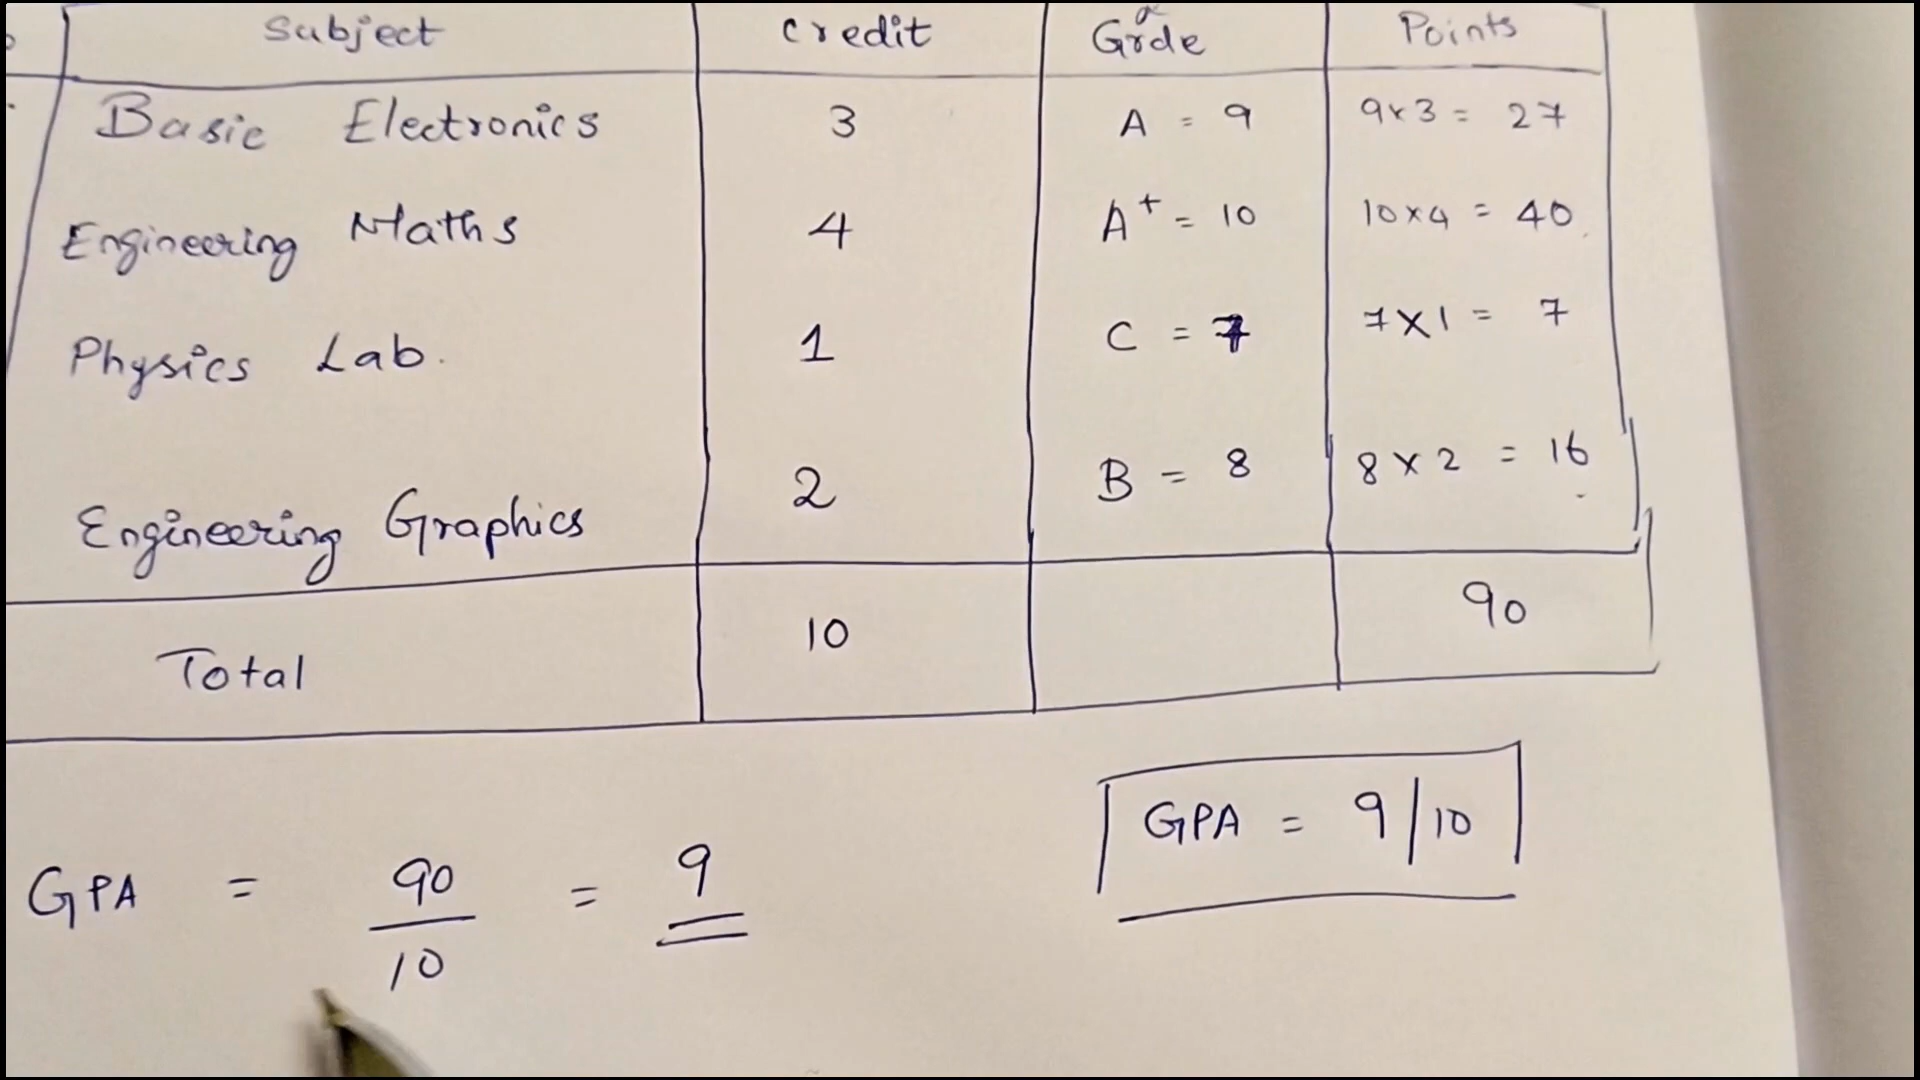 Subject Credit Grade Points
Basic Electronics 3 A = 9 9x3 = 27
Engineering Maths 4 A+ = 10 10x4 = 40
Physics Lab. 1 C = 7 7x1 = 7
Engineering Graphics 2 B = 8 8x2 = 16
Total 10 90
GPA = 9/10
GPA = 90/10 = 9